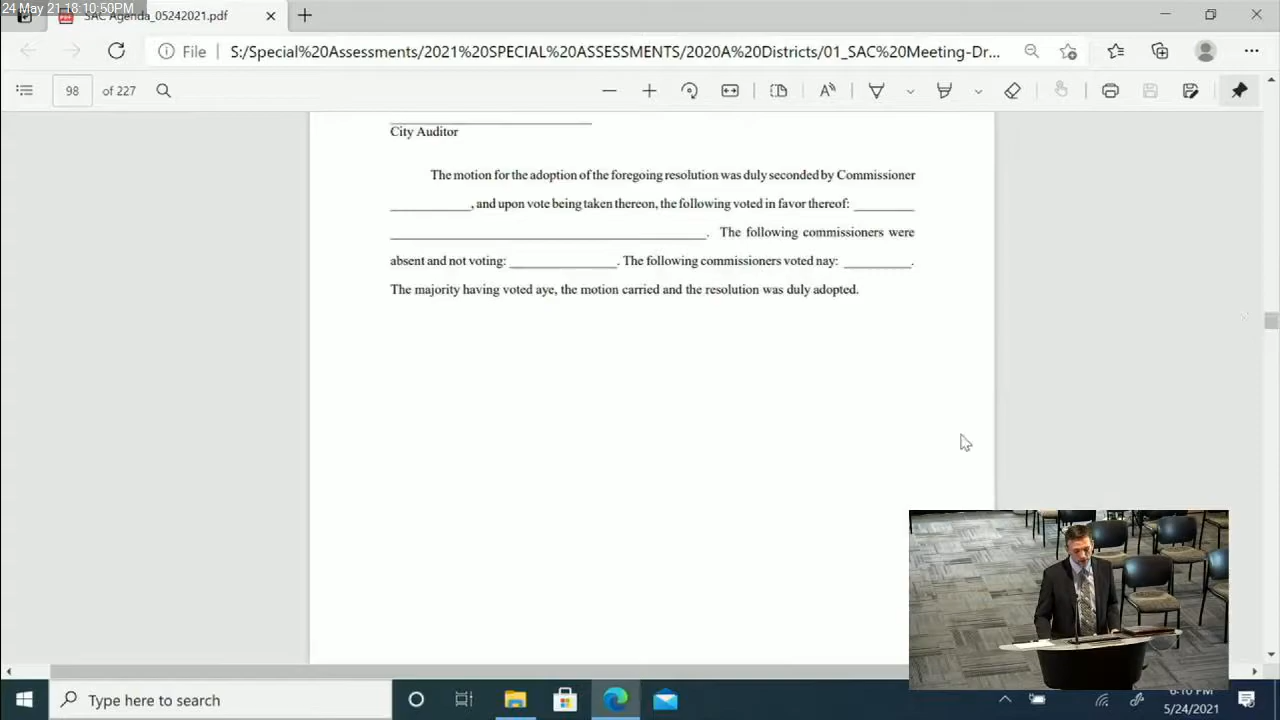 24 May 21 18:10:50PM
SAC Agenda_05242021.pdf
File
S:/Special%20Assessments/2021%20SPECIAL%20ASSESSMENTS/2020A%20Districts/01_SAC%20Meeting-Dr...
98 of 227
City Auditor
The motion for the adoption of the foregoing resolution was duly seconded by Commissioner
____________, and upon vote being taken thereon, the following voted in favor thereof: _________
_______________________________________________. The following commissioners were
absent and not voting: ________________. The following commissioners voted nay: __________.
The majority having voted aye, the motion carried and the resolution was duly adopted.
Type here to search
6:10 PM
5/24/2021